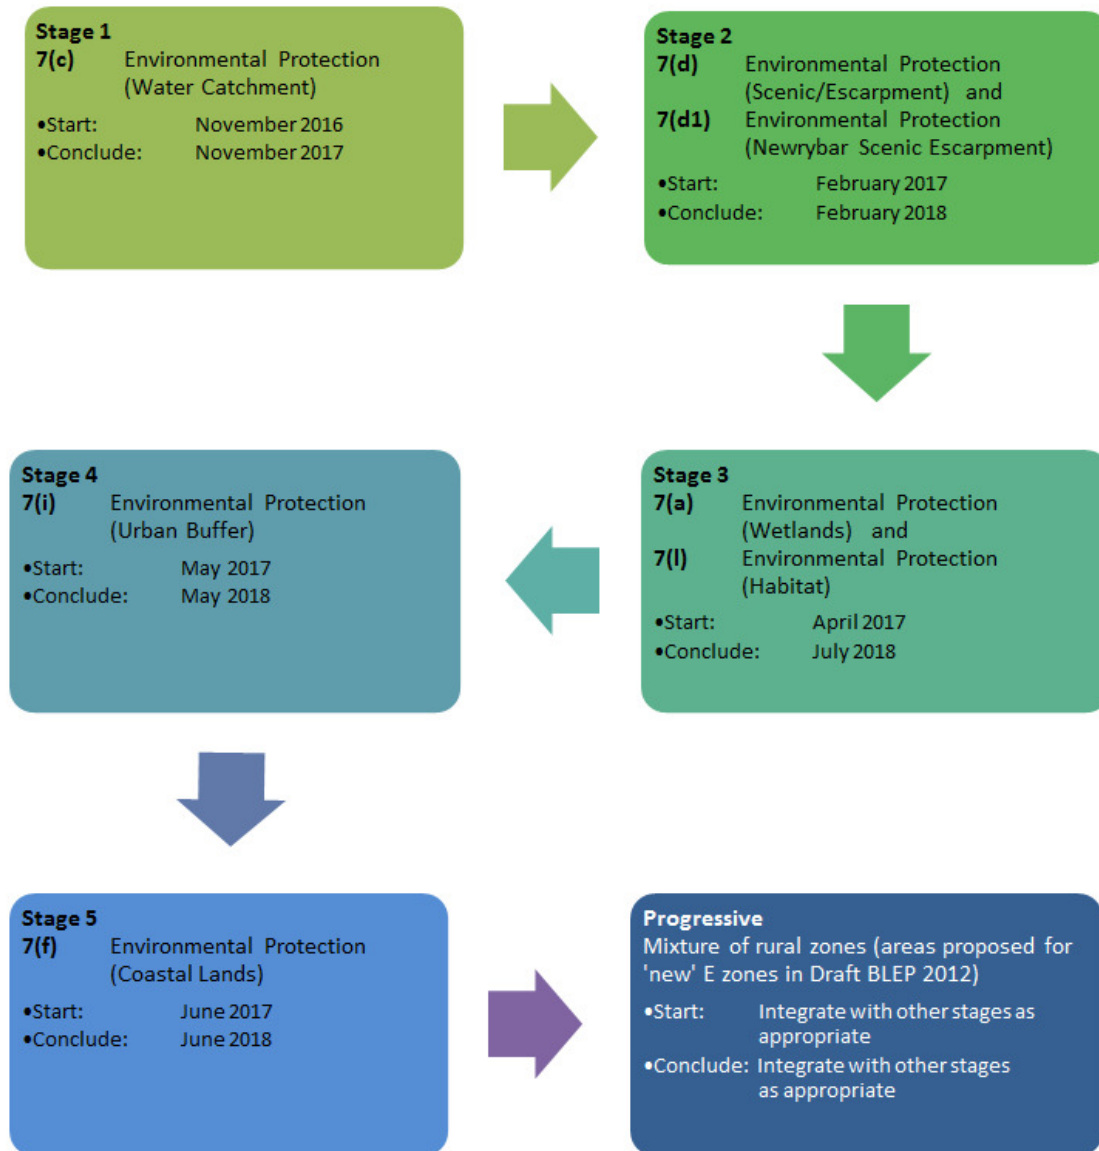 Stage 1
7(c) Environmental Protection
(Water Catchment)
•Start: November 2016
•Conclude: November 2017
Stage 2
7(d) Environmental Protection
(Scenic/Escarpment) and
7(d1) Environmental Protection
(Newrybar Scenic Escarpment)
•Start: February 2017
•Conclude: February 2018
Stage 3
7(a) Environmental Protection
(Wetlands) and
7(l) Environmental Protection
(Habitat)
•Start: April 2017
•Conclude: July 2018
Stage 4
7(i) Environmental Protection
(Urban Buffer)
•Start: May 2017
•Conclude: May 2018
Stage 5
7(f) Environmental Protection
(Coastal Lands)
•Start: June 2017
•Conclude: June 2018
Progressive
Mixture of rural zones (areas proposed for
'new' E zones in Draft BLEP 2012)
•Start: Integrate with other stages as
appropriate
•Conclude: Integrate with other stages
as appropriate